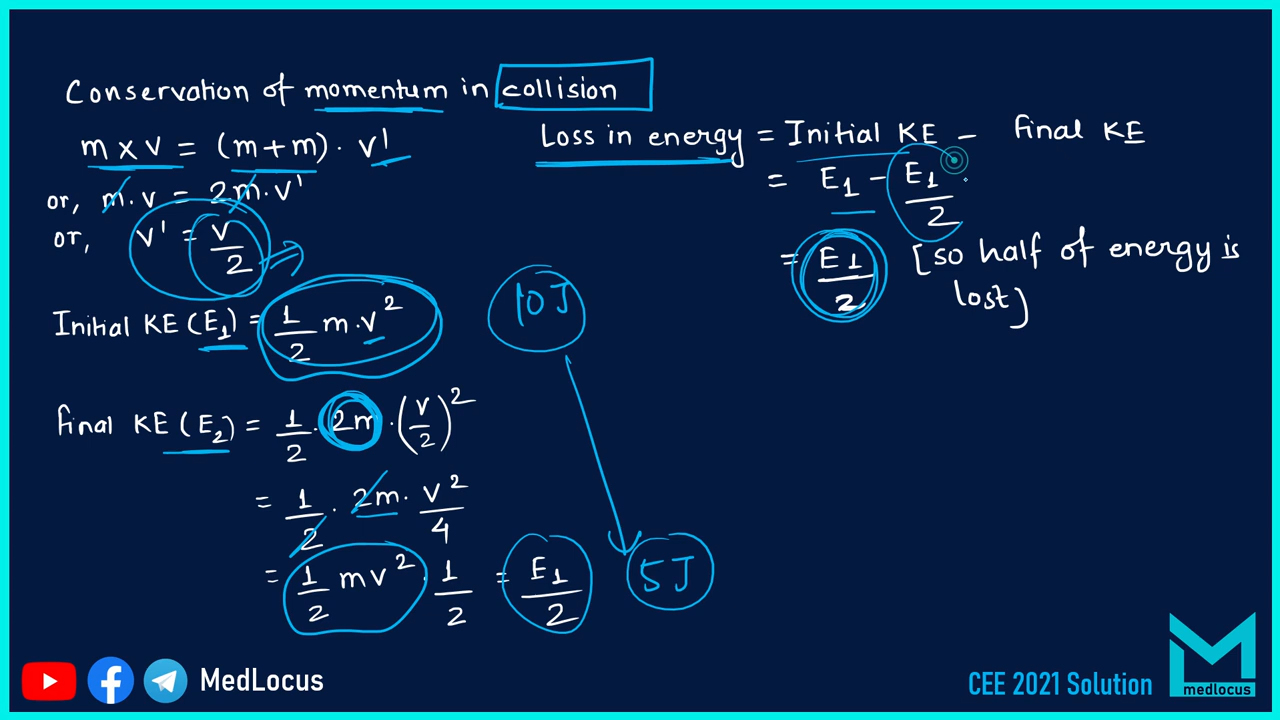 Conservation of momentum in collision
m x v = (m+m) . v'
or, m . v = 2m . v'
or, v' = v/2
Initial KE (E₁) = 1/2 m . v²
final KE (E₂) = 1/2 . 2m . (v/2)²
= 1/2 . 2m . v²/4
= 1/2 mv² . 1/2 = E₁/2
10J
5J
Loss in energy = Initial KE - final KE
= E₁ - E₁/2
= E₁/2 [so half of energy is
lost]
MedLocus
CEE 2021 Solution
medlocus